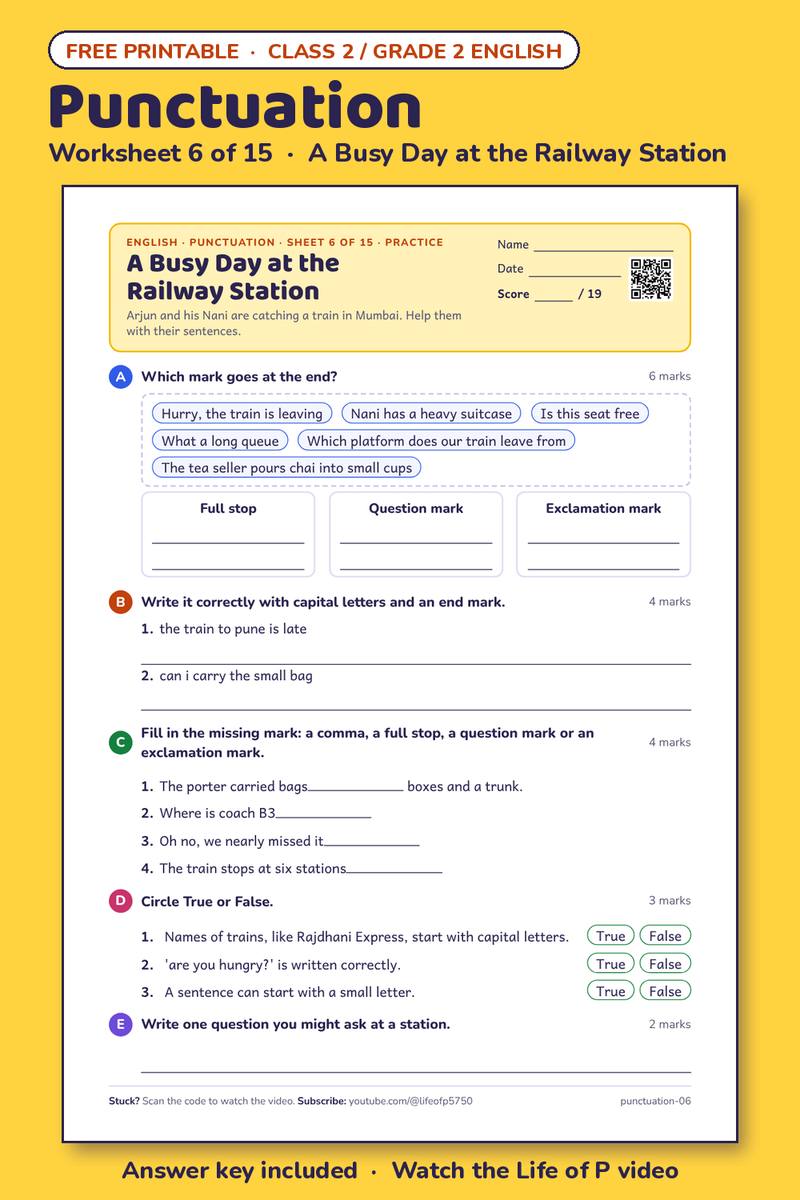 FREE PRINTABLE · CLASS 2 / GRADE 2 ENGLISH
Punctuation
Worksheet 6 of 15 · A Busy Day at the Railway Station
ENGLISH · PUNCTUATION · SHEET 6 OF 15 · PRACTICE
A Busy Day at the
Railway Station
Arjun and his Nani are catching a train in Mumbai. Help them
with their sentences.
Name
Date
Score / 19
A Which mark goes at the end? 6 marks
Hurry, the train is leaving Nani has a heavy suitcase Is this seat free
What a long queue Which platform does our train leave from
The tea seller pours chai into small cups
Full stop Question mark Exclamation mark
B Write it correctly with capital letters and an end mark. 4 marks
1. the train to pune is late
2. can i carry the small bag
C Fill in the missing mark: a comma, a full stop, a question mark or an
exclamation mark. 4 marks
1. The porter carried bags__________ boxes and a trunk.
2. Where is coach B3__________
3. Oh no, we nearly missed it__________
4. The train stops at six stations__________
D Circle True or False. 3 marks
1. Names of trains, like Rajdhani Express, start with capital letters. True False
2. 'are you hungry?' is written correctly. True False
3. A sentence can start with a small letter. True False
E Write one question you might ask at a station. 2 marks
Stuck? Scan the code to watch the video. Subscribe: youtube.com/@lifeofp5750 punctuation-06
Answer key included · Watch the Life of P video